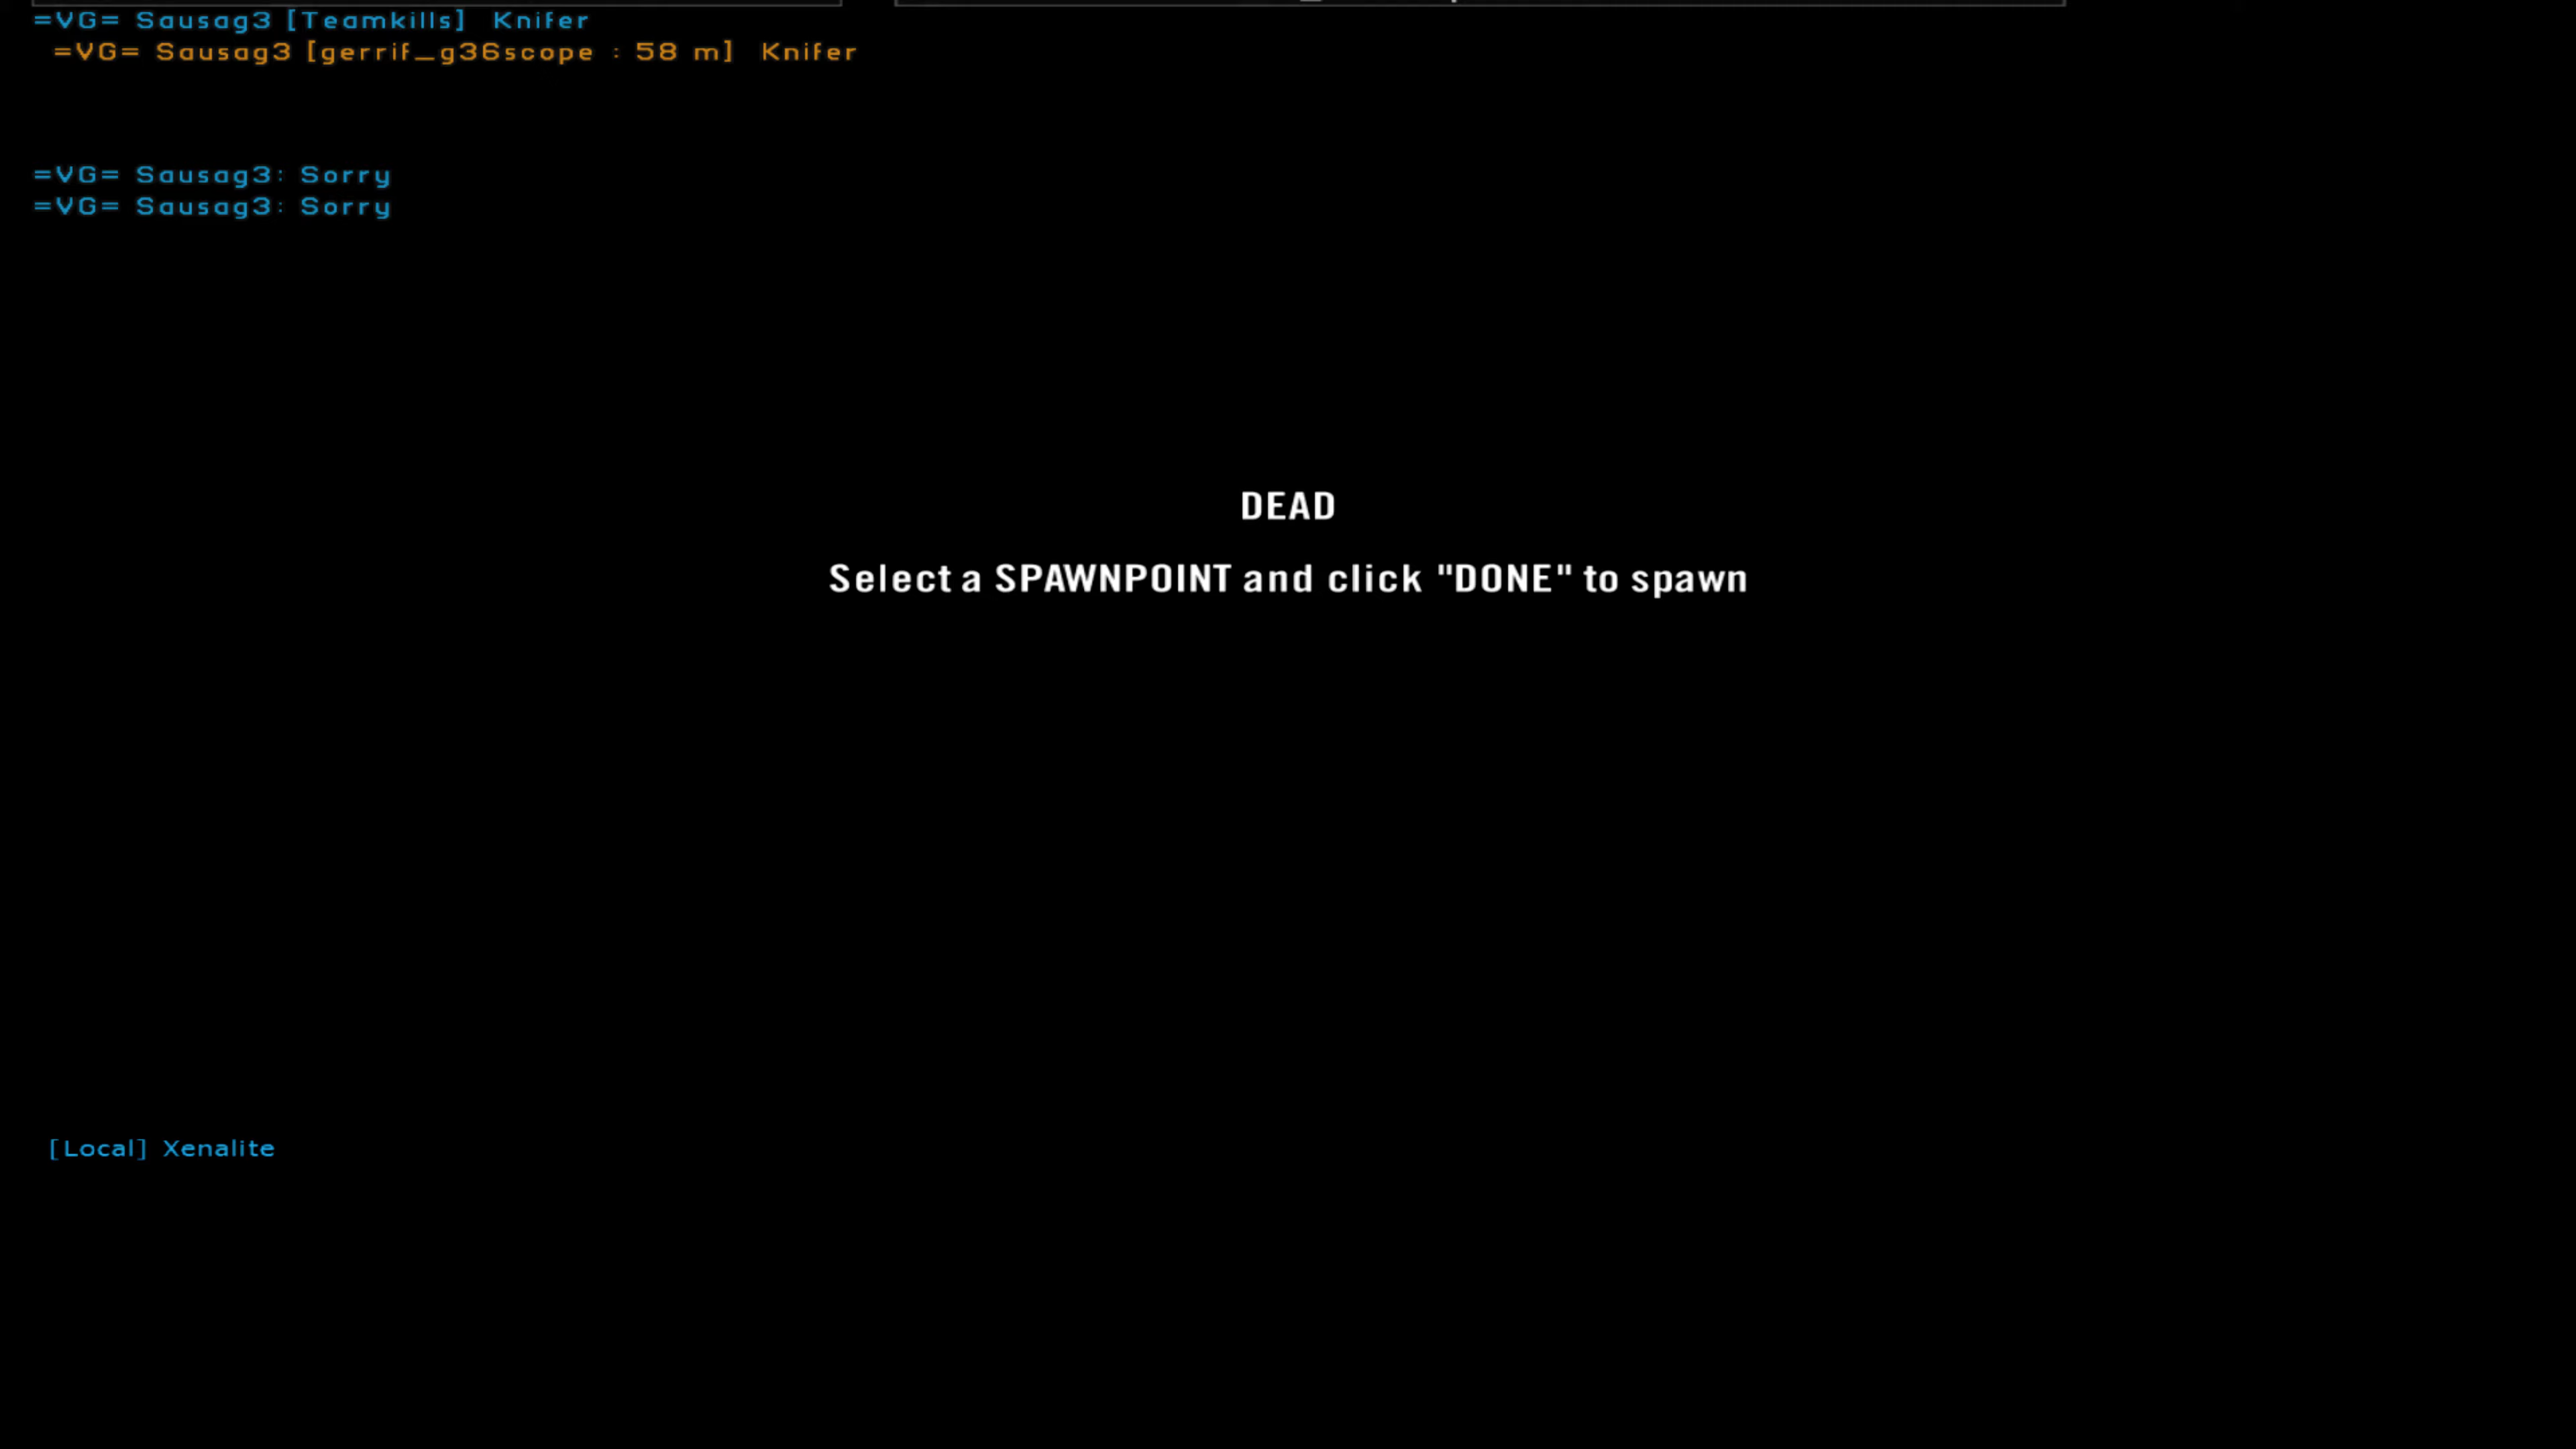 =VG= Sausag3 [Teamkills] Knifer
=VG= Sausag3 [gerrif_g36scope : 58 m] Knifer
=VG= Sausag3: Sorry
=VG= Sausag3: Sorry
DEAD
Select a SPAWNPOINT and click "DONE" to spawn
[Local] Xenalite